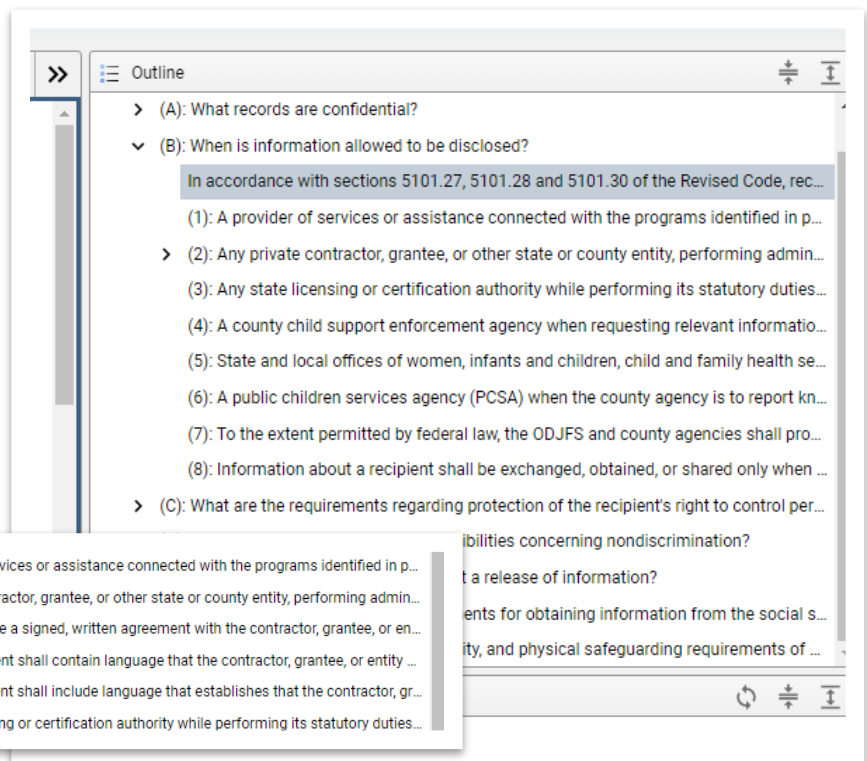 Outline
(A): What records are confidential?
(B): When is information allowed to be disclosed?
In accordance with sections 5101.27, 5101.28 and 5101.30 of the Revised Code, rec...
(1): A provider of services or assistance connected with the programs identified in p...
(2): Any private contractor, grantee, or other state or county entity, performing admin...
(3): Any state licensing or certification authority while performing its statutory duties...
(4): A county child support enforcement agency when requesting relevant informatio...
(5): State and local offices of women, infants and children, child and family health se...
(6): A public children services agency (PCSA) when the county agency is to report kn...
(7): To the extent permitted by federal law, the ODJFS and county agencies shall pro...
(8): Information about a recipient shall be exchanged, obtained, or shared only when ...
(C): What are the requirements regarding protection of the recipient's right to control per...
ibilities concerning nondiscrimination?
t a release of information?
ents for obtaining information from the social s...
ity, and physical safeguarding requirements of ...
vices or assistance connected with the programs identified in p...
ractor, grantee, or other state or county entity, performing admin...
e a signed, written agreement with the contractor, grantee, or en...
ent shall contain language that the contractor, grantee, or entity ...
ent shall include language that establishes that the contractor, gr...
ng or certification authority while performing its statutory duties...